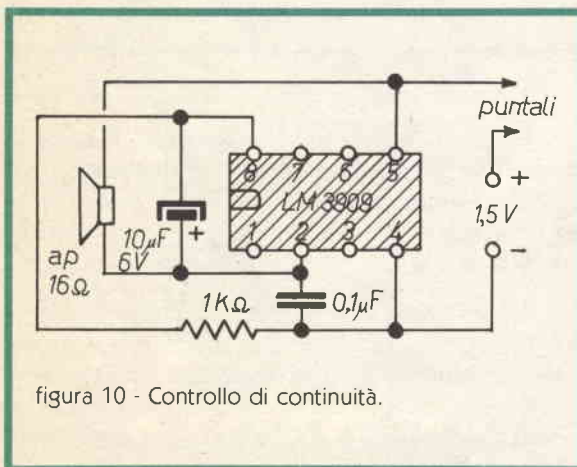 puntali
8 7 6 5
LM 3909
1 2 3 4
+
1,5 V
-
ap
16Ω
10µF
6V
+
1KΩ
0,1µF
figura 10 - Controllo di continuità.